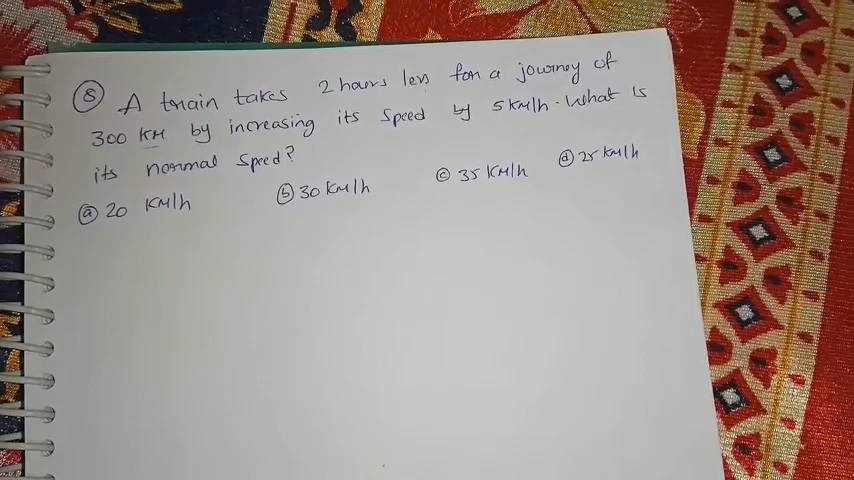 8 A train takes 2 hours less for a journey of
300 KM by increasing its speed by 5 KM/h. What is
its normal speed?
a 20 KM/h b 30 KM/h c 35 KM/h d 25 KM/h